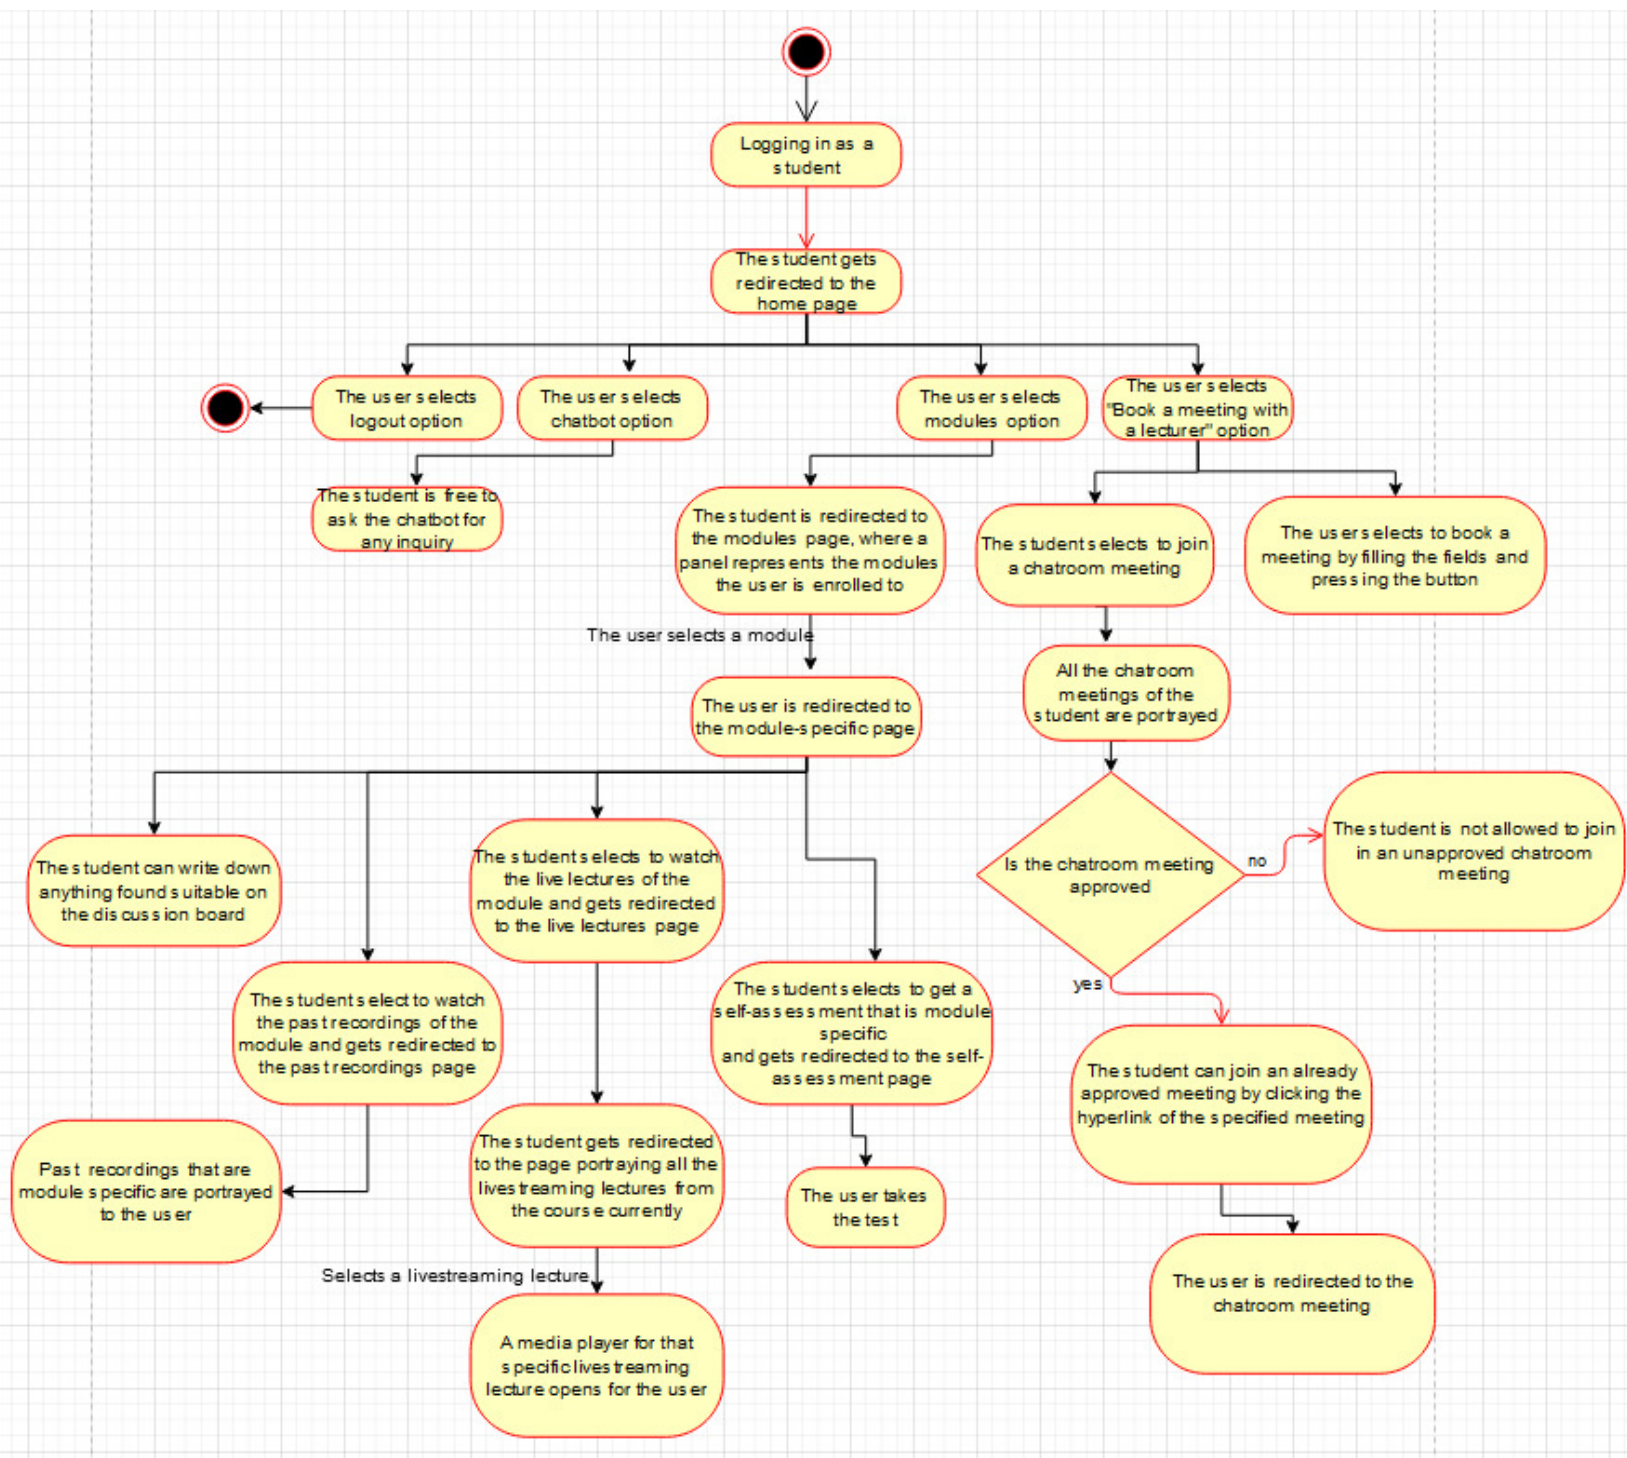 Logging in as a
student
The student gets
redirected to the
home page
The user selects
logout option
The user selects
chatbot option
The user selects
modules option
The user selects
"Book a meeting with
a lecturer" option
The student is free to
ask the chatbot for
any inquiry
The student is redirected to
the modules page, where a
panel represents the modules
the user is enrolled to
The student selects to join
a chatroom meeting
The user selects to book a
meeting by filling the fields and
pressing the button
The user selects a module
All the chatroom
meetings of the
student are portrayed
The user is redirected to
the module-specific page
The student can write down
anything found suitable on
the discussion board
The student selects to watch
the live lectures of the
module and gets redirected
to the live lectures page
Is the chatroom meeting
approved
no
The student is not allowed to join
in an unapproved chatroom
meeting
yes
The student select to watch
the past recordings of the
module and gets redirected to
the past recordings page
The student selects to get a
self-assessment that is module
specific
and gets redirected to the self-
assessment page
The student can join an already
approved meeting by clicking the
hyperlink of the specified meeting
Past recordings that are
module specific are portrayed
to the user
The student gets redirected
to the page portraying all the
livestreaming lectures from
the course currently
The user takes
the test
Selects a livestreaming lecture
The user is redirected to the
chatroom meeting
A media player for that
specific livestreaming
lecture opens for the user